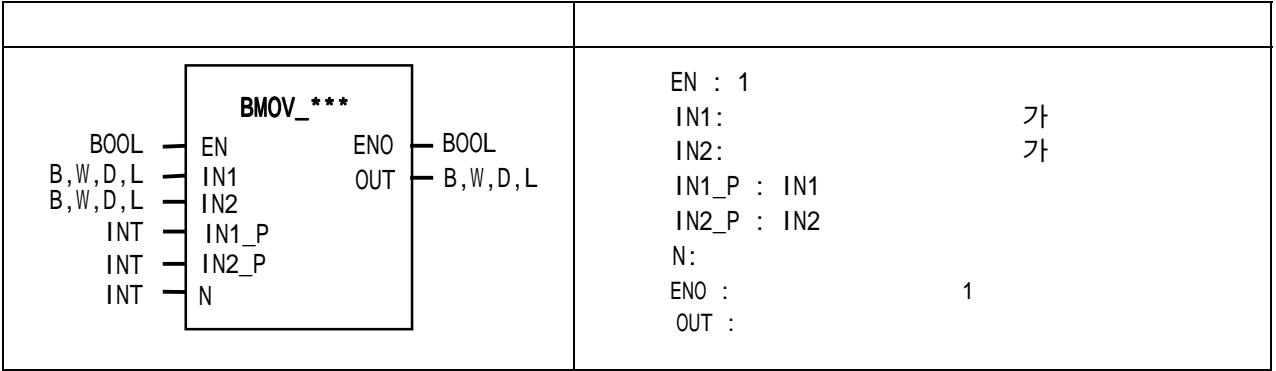 BMOV_***
BOOL EN ENO BOOL
B,W,D,L IN1 OUT B,W,D,L
B,W,D,L IN2
INT IN1_P
INT IN2_P
INT N
EN : 1
IN1: 가
IN2: 가
IN1_P : IN1
IN2_P : IN2
N:
ENO : 1
OUT :